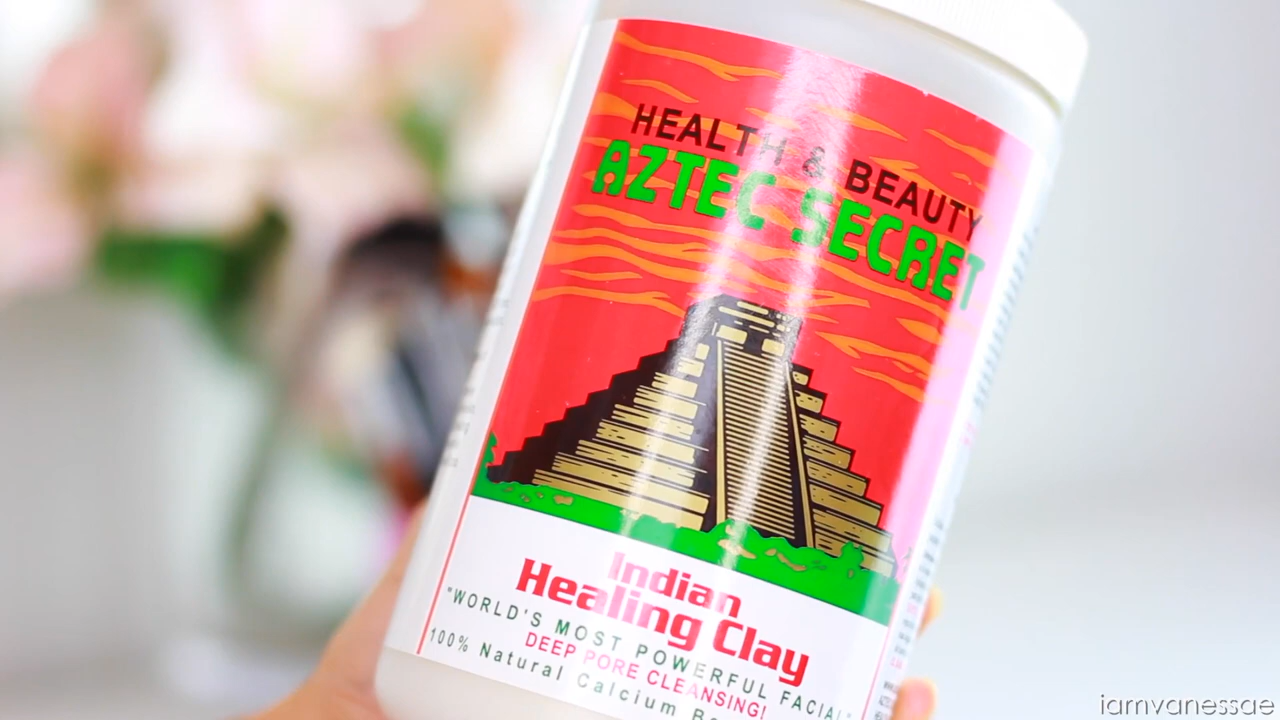 HEALTH & BEAUTY
AZTEC SECRET
Indian
Healing Clay
"WORLD'S MOST POWERFUL FACIAL"
DEEP PORE CLEANSING!
100% Natural Calcium
iamvanessae